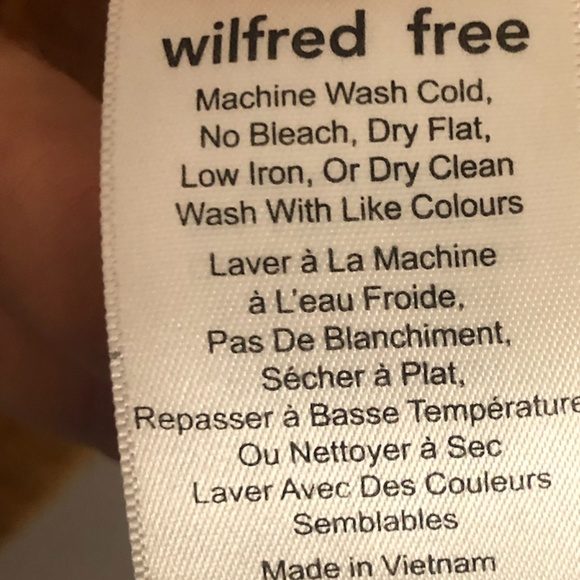 wilfred free
Machine Wash Cold,
No Bleach, Dry Flat,
Low Iron, Or Dry Clean
Wash With Like Colours
Laver à La Machine
à L'eau Froide,
Pas De Blanchiment,
Sécher à Plat,
Repasser à Basse Température
Ou Nettoyer à Sec
Laver Avec Des Couleurs
Semblables
Made in Vietnam